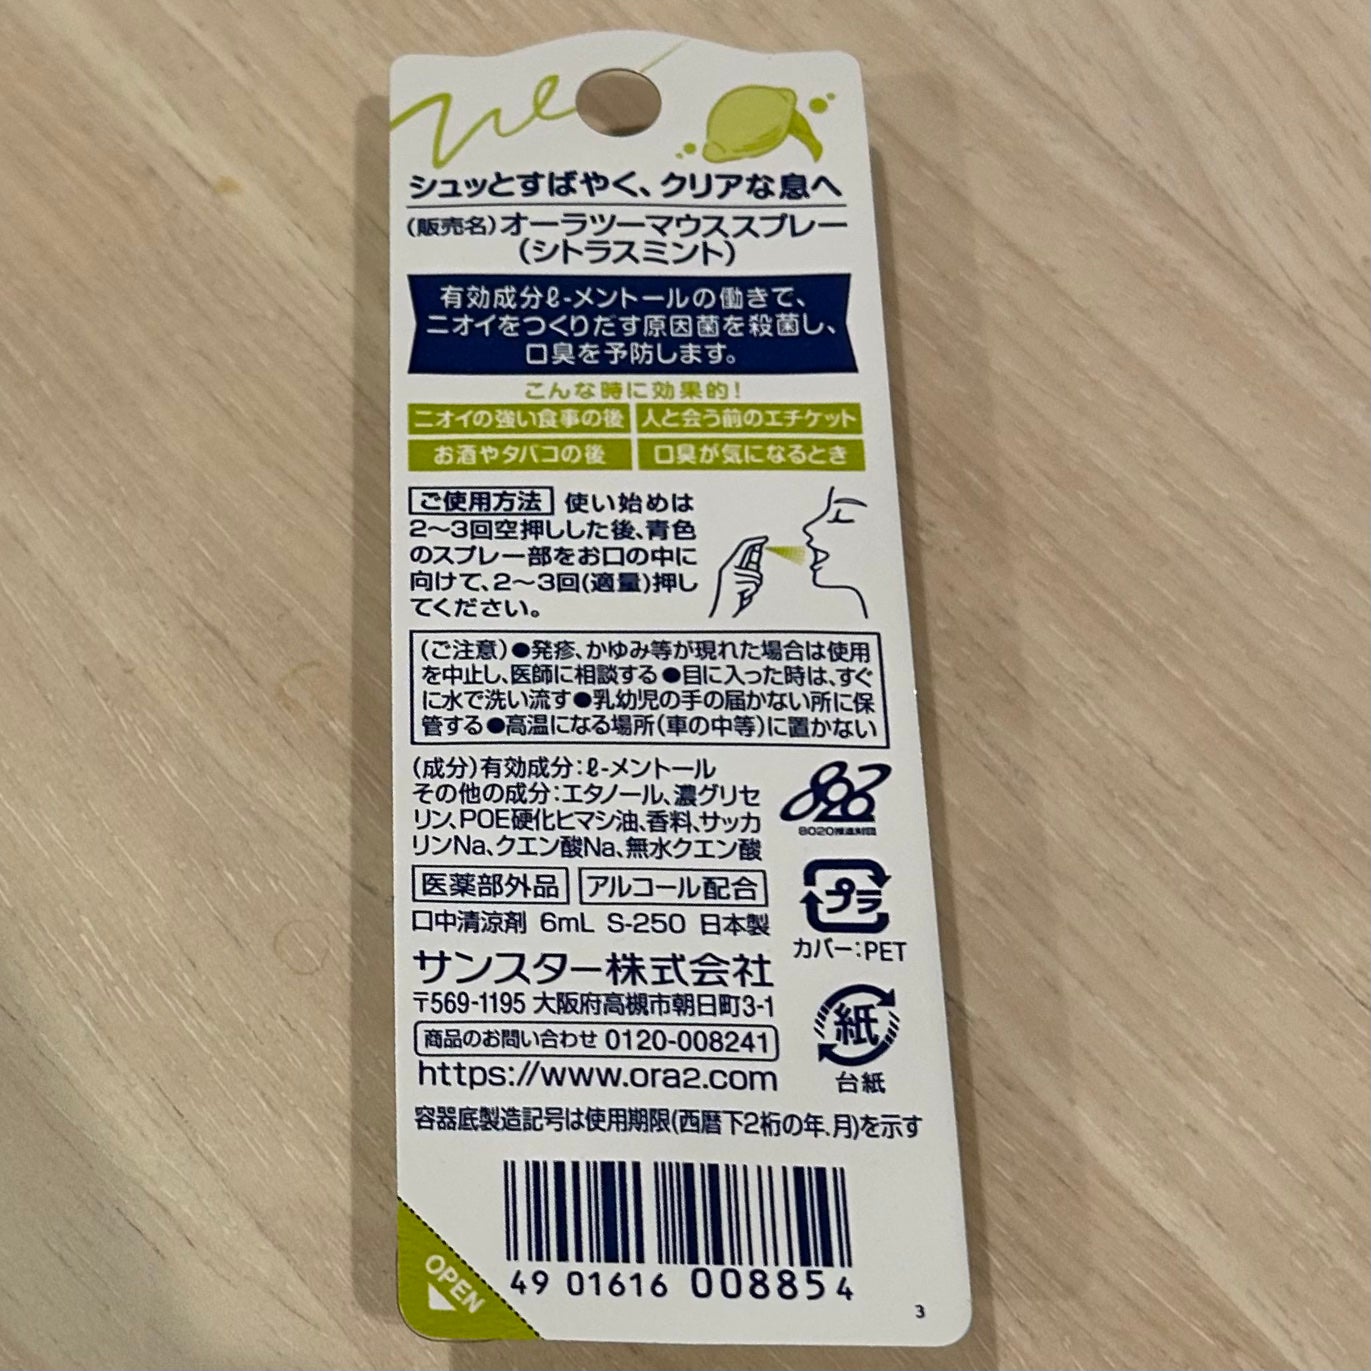 シュッとすばやく、クリアな息へ
(販売名)オーラツーマウススプレー
(シトラスミント)
有効成分ℓ-メントールの働きで、
ニオイをつくりだす原因菌を殺菌し、
口臭を予防します。
こんな時に効果的!
ニオイの強い食事の後 人と会う前のエチケット
お酒やタバコの後 口臭が気になるとき
ご使用方法 使い始めは
2〜3回空押しした後、青色
のスプレー部をお口の中に
向けて、2〜3回(適量)押し
てください。
(ご注意)●発疹、かゆみ等が現れた場合は使用
を中止し、医師に相談する●目に入った時は、すぐ
に水で洗い流す●乳幼児の手の届かない所に保
管する●高温になる場所(車の中等)に置かない
(成分)有効成分:ℓ-メントール
その他の成分:エタノール、濃グリセ
リン、POE硬化ヒマシ油、香料、サッカ
リンNa、クエン酸Na、無水クエン酸
8020
8020推進財団
医薬部外品 アルコール配合
口中清涼剤 6mL S-250 日本製
プラ
カバー:PET
サンスター株式会社
〒569-1195 大阪府高槻市朝日町3-1
商品のお問い合わせ 0120-008241
https://www.ora2.com
紙
台紙
容器底製造記号は使用期限(西暦下2桁の年.月)を示す
49 01616 008854
OPEN
3